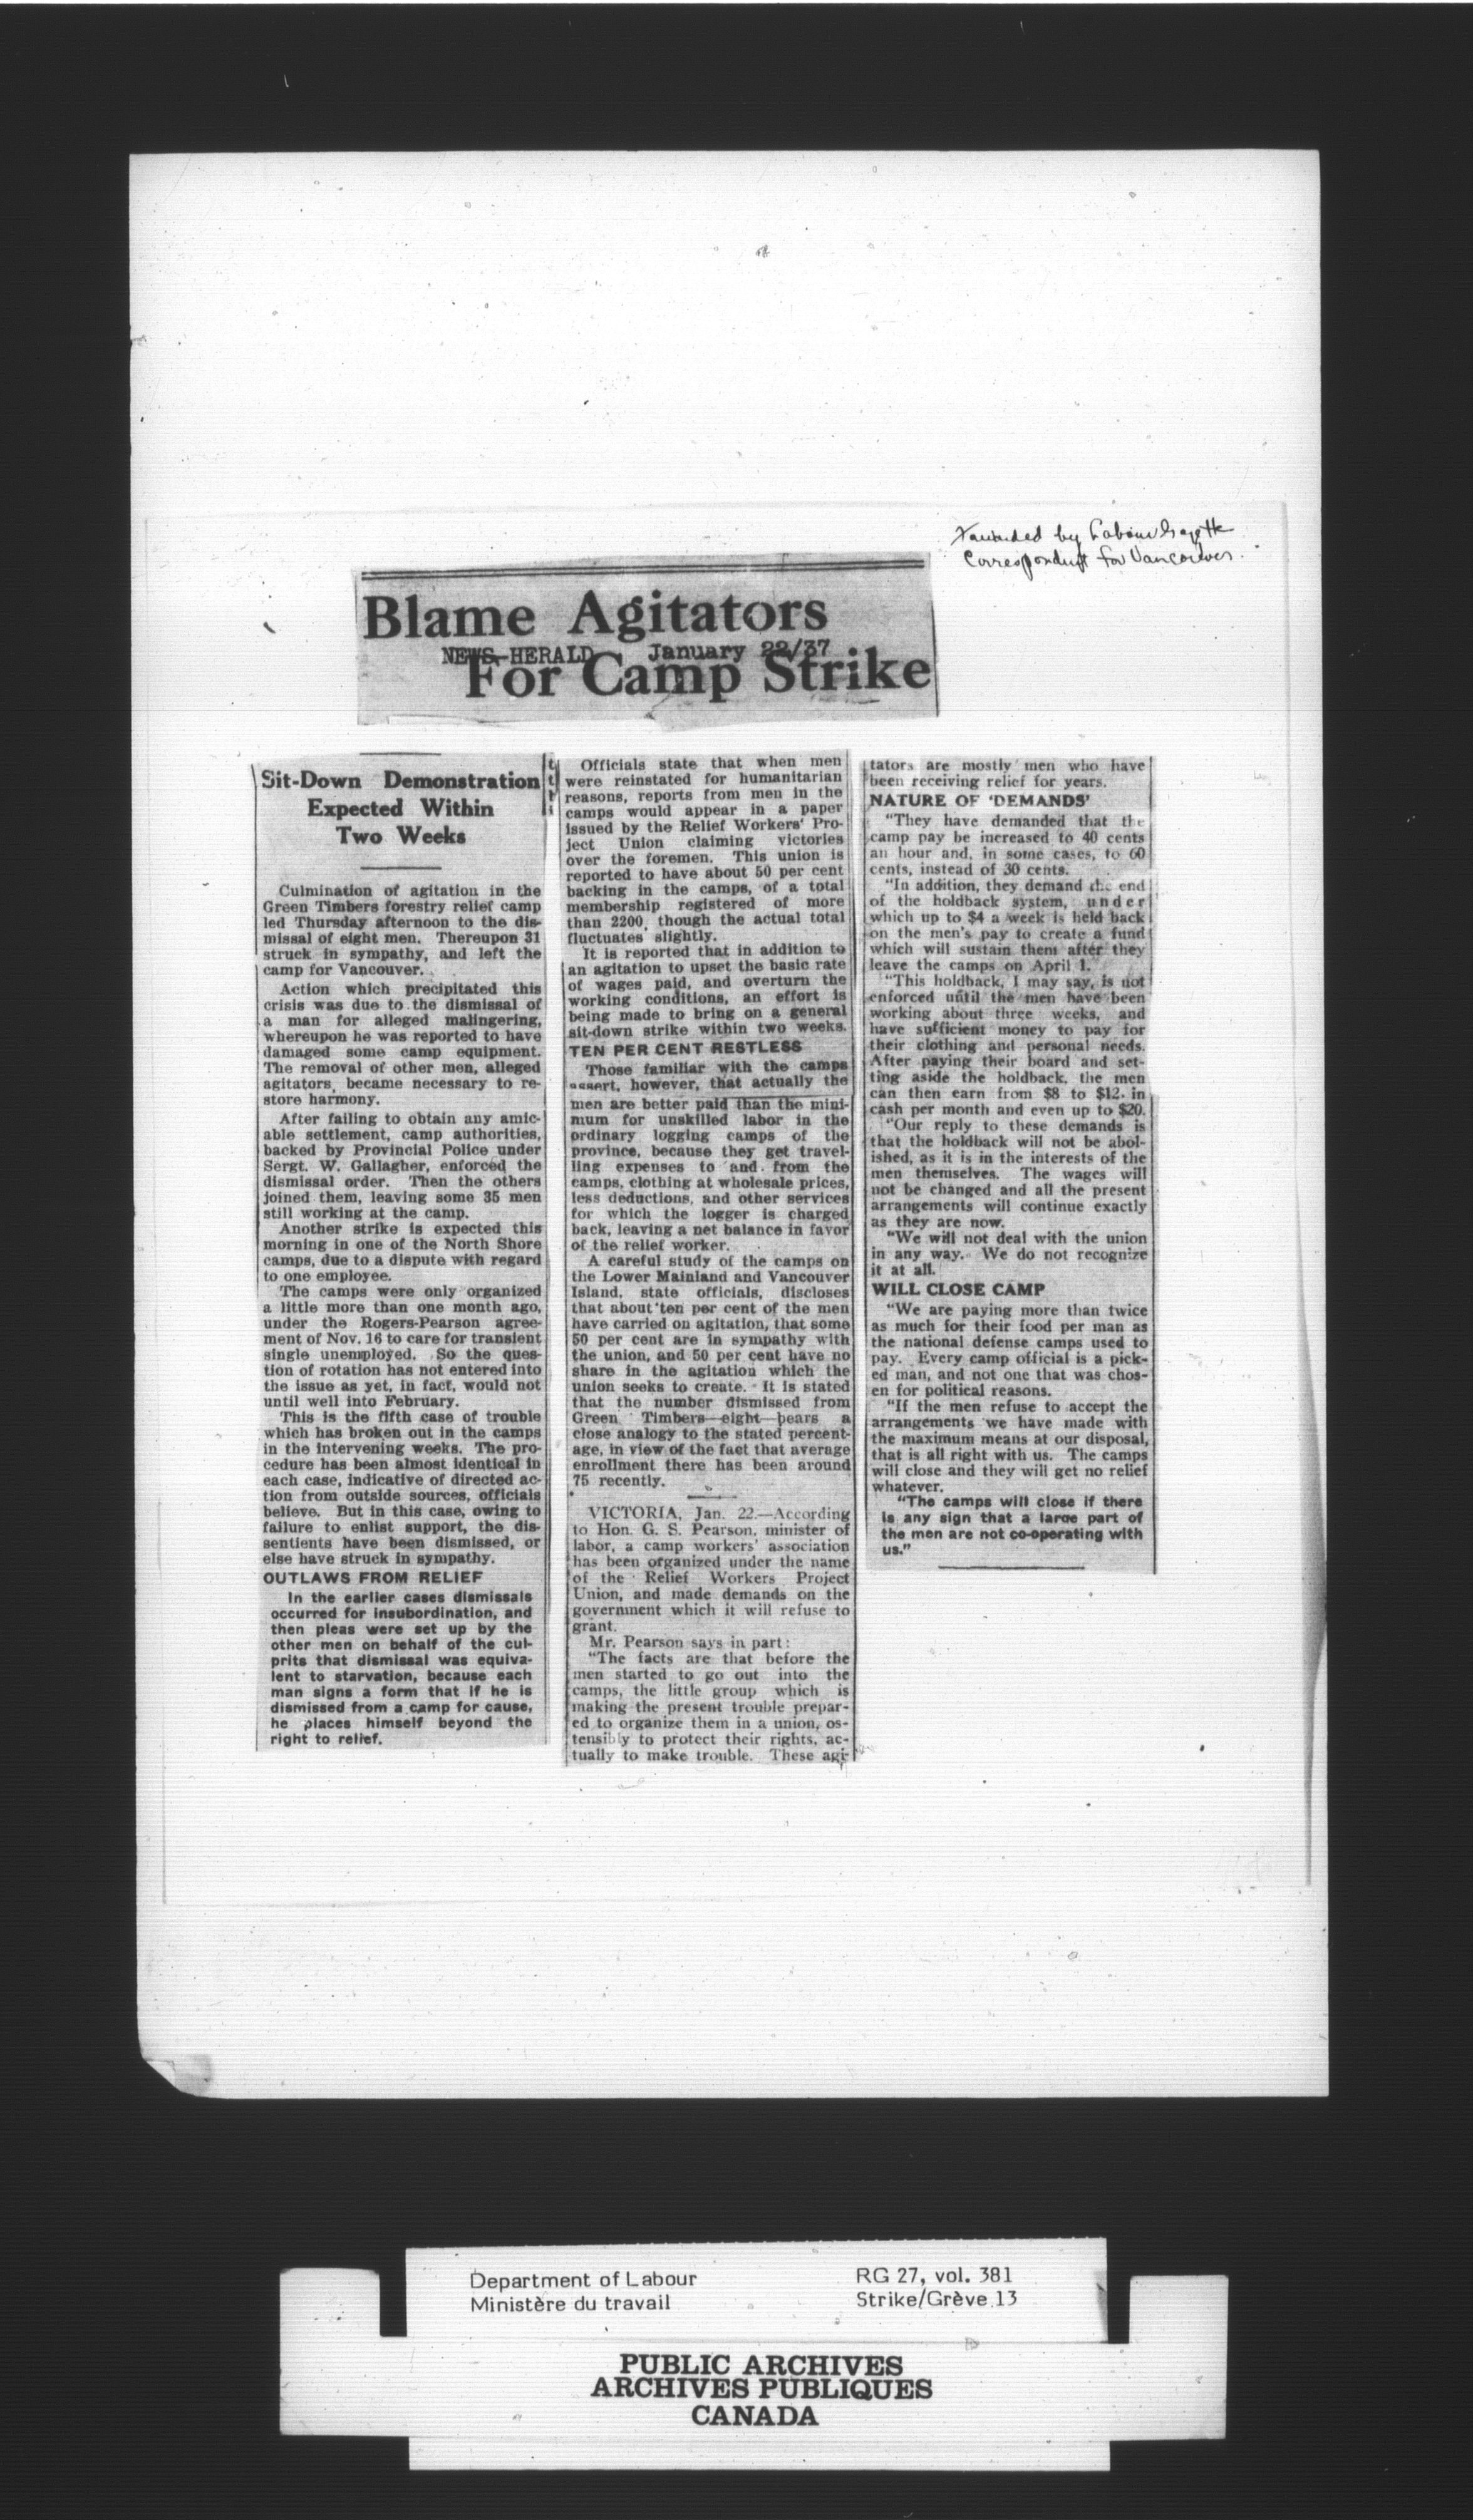 by Labour Gazette
Correspondent for Vancouver.
Blame Agitators
NEWS-HERALD January 22/37
For Camp Strike
Sit-Down Demonstration
Expected Within
Two Weeks
Culmination of agitation in the
Green Timbers forestry relief camp
led Thursday afternoon to the dis-
missal of eight men. Thereupon 31
struck in sympathy, and left the
camp for Vancouver.
Action which precipitated this
crisis was due to the dismissal of
a man for alleged malingering,
whereupon he was reported to have
damaged some camp equipment.
The removal of other men, alleged
agitators, became necessary to re-
store harmony.
After failing to obtain any amic-
able settlement, camp authorities,
backed by Provincial Police under
Sergt. W. Gallagher, enforced the
dismissal order. Then the others
joined them, leaving some 35 men
still working at the camp.
Another strike is expected this
morning in one of the North Shore
camps, due to a dispute with regard
to one employee.
The camps were only organized
a little more than one month ago,
under the Rogers-Pearson agree-
ment of Nov. 16 to care for transient
single unemployed. So the ques-
tion of rotation has not entered into
the issue as yet, in fact, would not
until well into February.
This is the fifth case of trouble
which has broken out in the camps
in the intervening weeks. The pro-
cedure has been almost identical in
each case, indicative of directed ac-
tion from outside sources, officials
believe. But in this case, owing to
failure to enlist support, the dis-
sentients have been dismissed, or
else have struck in sympathy.
OUTLAWS FROM RELIEF
In the earlier cases dismissals
occurred for insubordination, and
then pleas were set up by the
other men on behalf of the cul-
prits that dismissal was equiva-
lent to starvation, because each
man signs a form that if he is
dismissed from a camp for cause,
he places himself beyond the
right to relief.
Officials state that when men
were reinstated for humanitarian
reasons, reports from men in the
camps would appear in a paper
issued by the Relief Workers' Pro-
ject Union claiming victories
over the foremen. This union is
reported to have about 50 per cent
backing in the camps, of a total
membership registered of more
than 2200, though the actual total
fluctuates slightly.
It is reported that in addition to
an agitation to upset the basic rate
of wages paid, and overturn the
working conditions, an effort is
being made to bring on a general
sit-down strike within two weeks.
TEN PER CENT RESTLESS
Those familiar with the camps
assert, however, that actually the
men are better paid than the mini-
mum for unskilled labor in the
ordinary logging camps of the
province, because they get travel-
ling expenses to and from the
camps, clothing at wholesale prices,
less deductions, and other services
for which the logger is charged
back, leaving a net balance in favor
of the relief worker.
A careful study of the camps on
the Lower Mainland and Vancouver
Island, state officials, discloses
that about ten per cent of the men
have carried on agitation, that some
50 per cent are in sympathy with
the union, and 50 per cent have no
share in the agitation which the
union seeks to create. It is stated
that the number dismissed from
Green Timbers—eight—bears a
close analogy to the stated percent-
age, in view of the fact that average
enrollment there has been around
75 recently.
VICTORIA, Jan. 22.—According
to Hon. G. S. Pearson, minister of
labor, a camp workers' association
has been organized under the name
of the Relief Workers Project
Union, and made demands on the
government which it will refuse to
grant.
Mr. Pearson says in part:
"The facts are that before the
men started to go out into the
camps, the little group which is
making the present trouble prepar-
ed to organize them in a union, os-
tensibly to protect their rights, ac-
tually to make trouble. These agi-
tators are mostly men who have
been receiving relief for years.
NATURE OF 'DEMANDS'
"They have demanded that the
camp pay be increased to 40 cents
an hour and, in some cases, to 60
cents, instead of 30 cents.
"In addition, they demand the end
of the holdback system, under
which up to $4 a week is held back
on the men's pay to create a fund
which will sustain them after they
leave the camps on April 1.
"This holdback, I may say, is not
enforced until the men have been
working about three weeks, and
have sufficient money to pay for
their clothing and personal needs.
After paying their board and set-
ting aside the holdback, the men
can then earn from $8 to $12 in
cash per month and even up to $20.
"Our reply to these demands is
that the holdback will not be abol-
ished, as it is in the interests of the
men themselves. The wages will
not be changed and all the present
arrangements will continue exactly
as they are now.
"We will not deal with the union
in any way. We do not recognize
it at all.
WILL CLOSE CAMP
"We are paying more than twice
as much for their food per man as
the national defense camps used to
pay. Every camp official is a pick-
ed man, and not one that was chos-
en for political reasons.
"If the men refuse to accept the
arrangements we have made with
the maximum means at our disposal,
that is all right with us. The camps
will close and they will get no relief
whatever.
"The camps will close if there
is any sign that a large part of
the men are not co-operating with
us."
Department of Labour
Ministère du travail
RG 27, vol. 381
Strike/Grève 13
PUBLIC ARCHIVES
ARCHIVES PUBLIQUES
CANADA